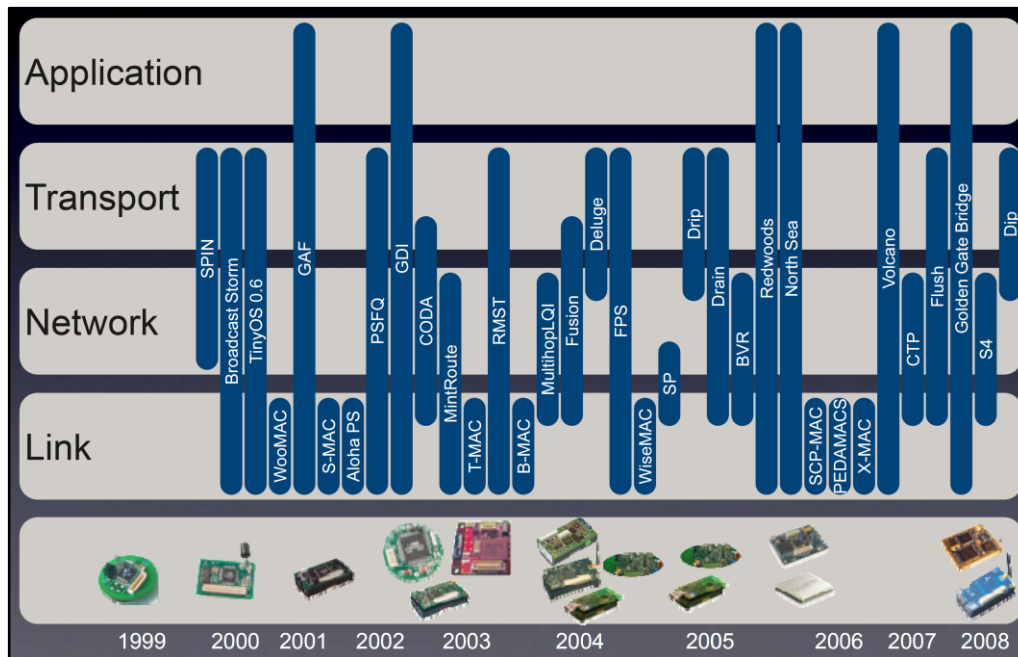 Application
Transport
Network
Link
SPIN
Broadcast Storm
TinyOS 0.6
WooMAC
GAF
S-MAC
Aloha PS
PSFQ
GDI
CODA
MintRoute
T-MAC
RMST
B-MAC
MultihopLQI
Fusion
Deluge
FPS
WiseMAC
SP
Drip
Drain
BVR
Redwoods
North Sea
SCP-MAC
PEDAMACS
X-MAC
Volcano
CTP
Flush
Golden Gate Bridge
S4
Dip
1999 2000 2001 2002 2003 2004 2005 2006 2007 2008